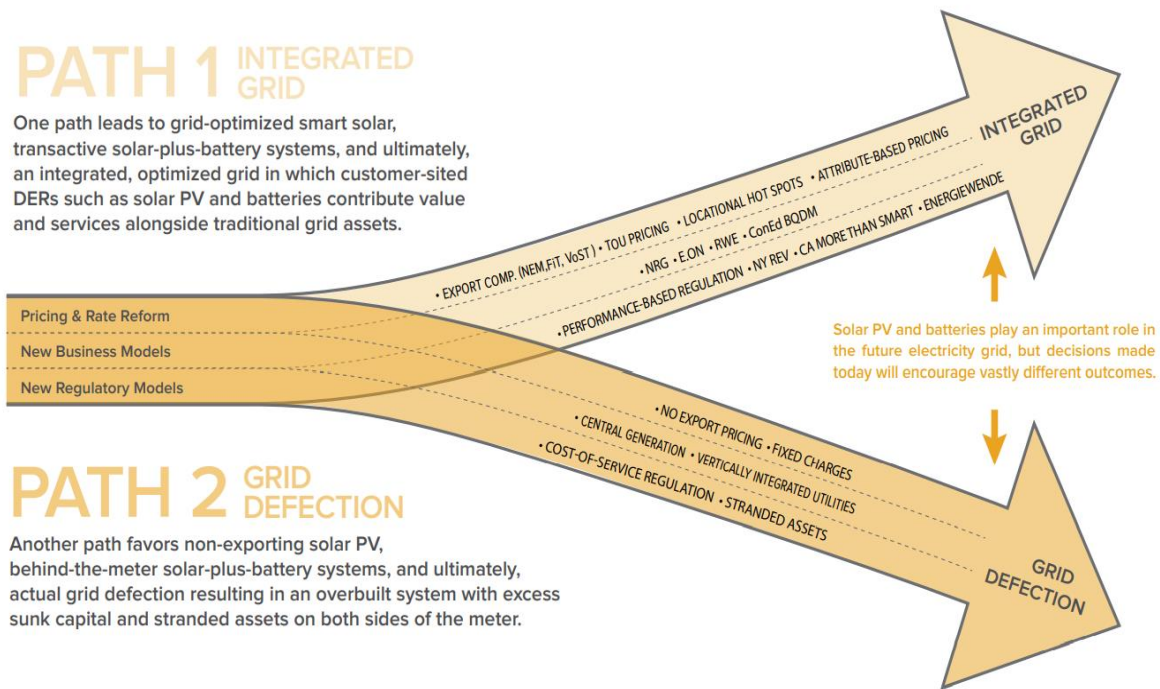 PATH 1 INTEGRATED
GRID
One path leads to grid-optimized smart solar,
transactive solar-plus-battery systems, and ultimately,
an integrated, optimized grid in which customer-sited
DERs such as solar PV and batteries contribute value
and services alongside traditional grid assets.
Pricing & Rate Reform
New Business Models
New Regulatory Models
• EXPORT COMP. (NEM,FiT, VoST ) • TOU PRICING • LOCATIONAL HOT SPOTS • ATTRIBUTE-BASED PRICING
• NRG • E.ON • RWE • ConEd BQDM
• PERFORMANCE-BASED REGULATION • NY REV • CA MORE THAN SMART • ENERGIEWENDE
INTEGRATED
GRID
Solar PV and batteries play an important role in
the future electricity grid, but decisions made
today will encourage vastly different outcomes.
• NO EXPORT PRICING • FIXED CHARGES
• CENTRAL GENERATION • VERTICALLY INTEGRATED UTILITIES
• COST-OF-SERVICE REGULATION • STRANDED ASSETS
GRID
DEFECTION
PATH 2 GRID
DEFECTION
Another path favors non-exporting solar PV,
behind-the-meter solar-plus-battery systems, and ultimately,
actual grid defection resulting in an overbuilt system with excess
sunk capital and stranded assets on both sides of the meter.